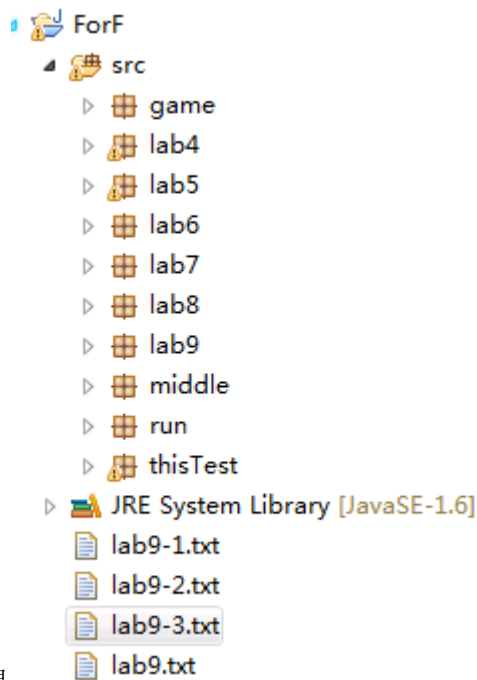 ForF
src
game
lab4
lab5
lab6
lab7
lab8
lab9
middle
run
thisTest
JRE System Library [JavaSE-1.6]
lab9-1.txt
lab9-2.txt
lab9-3.txt
lab9.txt